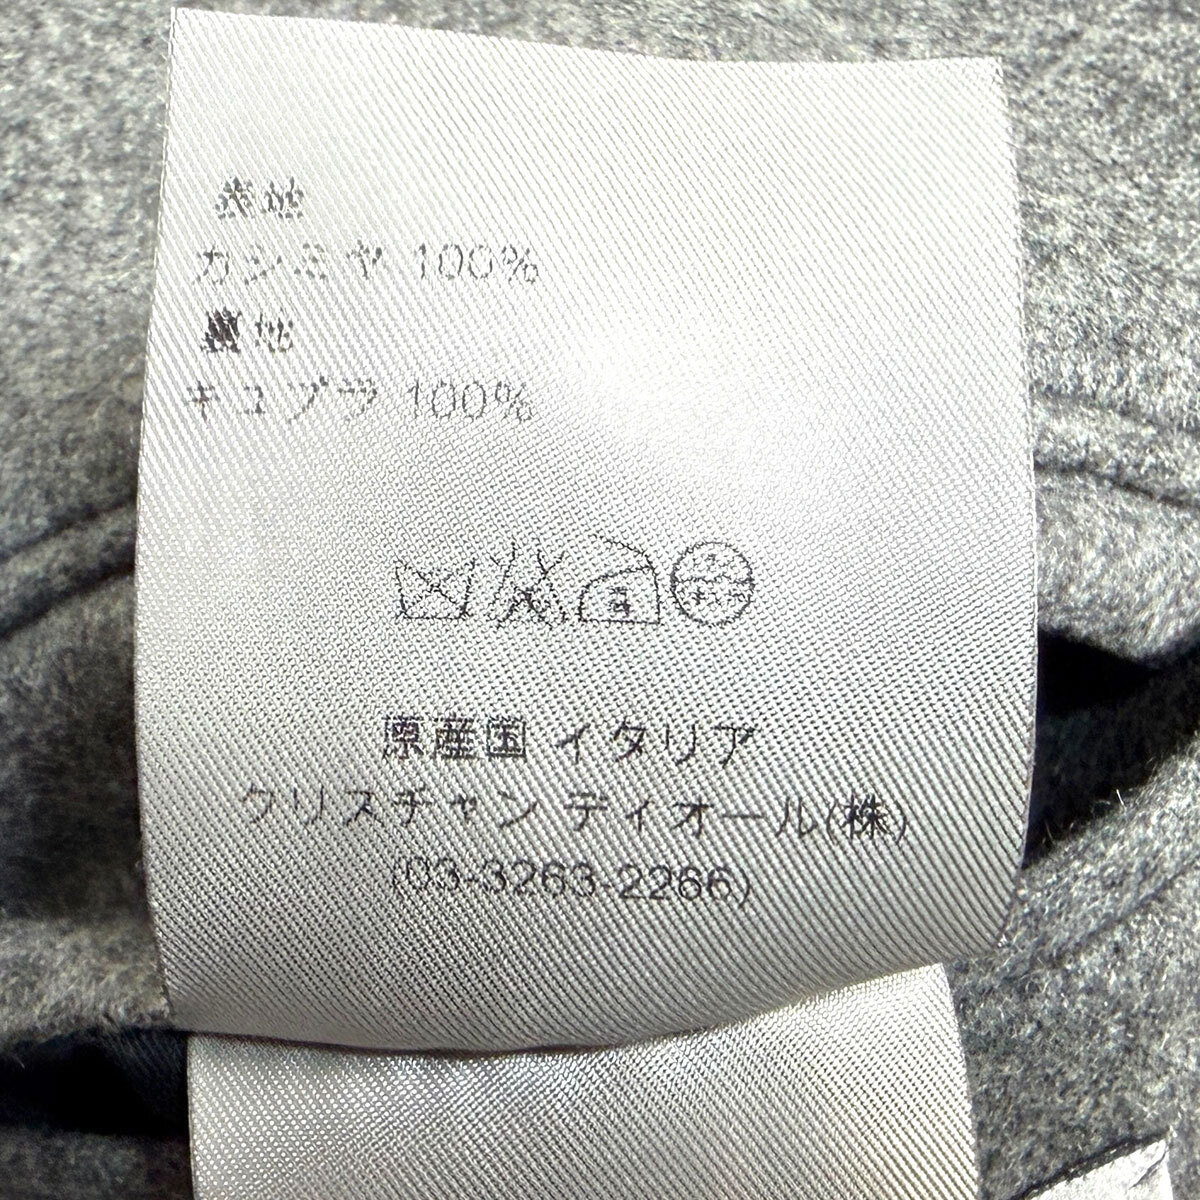 表地
カシミヤ 100%
裏地
キュプラ 100%
原産国 イタリア
クリスチャン ディオール(株)
(03-3263-2266)